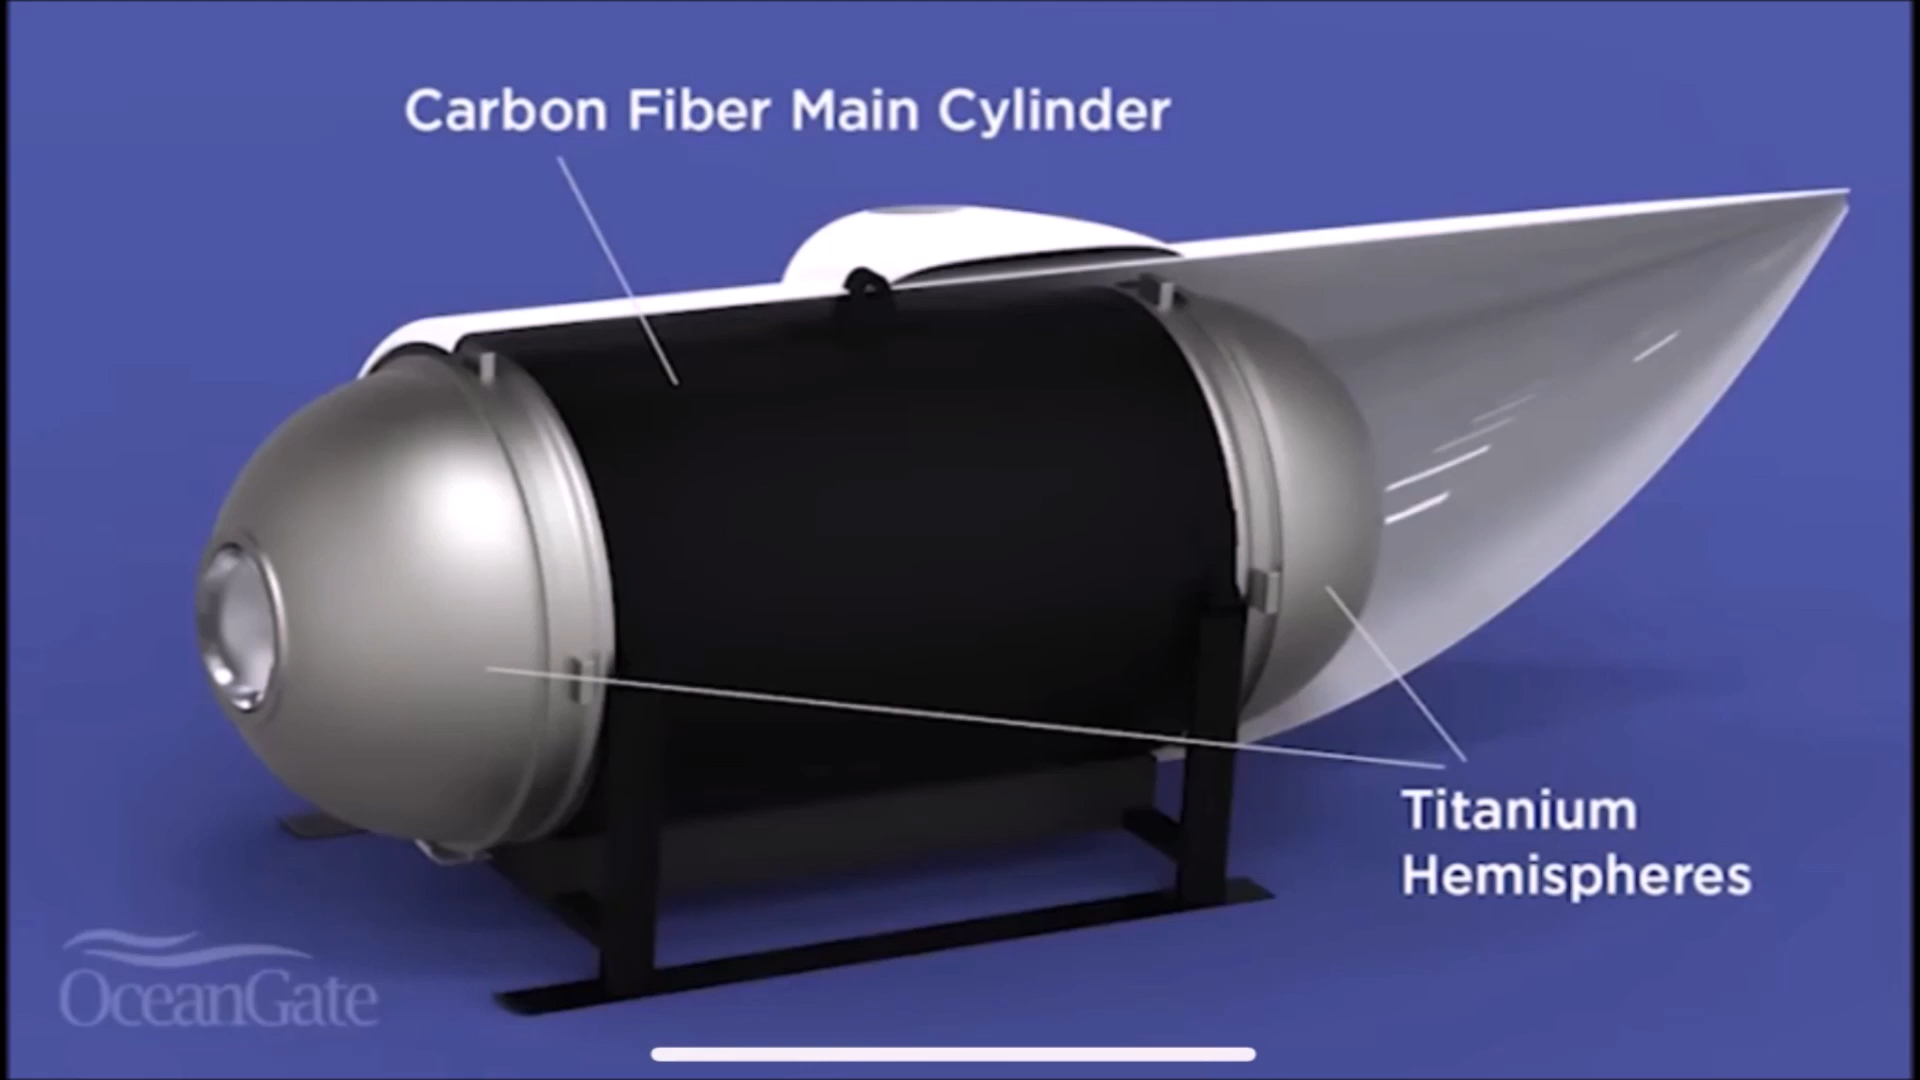 Carbon Fiber Main Cylinder
Titanium
Hemispheres
OceanGate